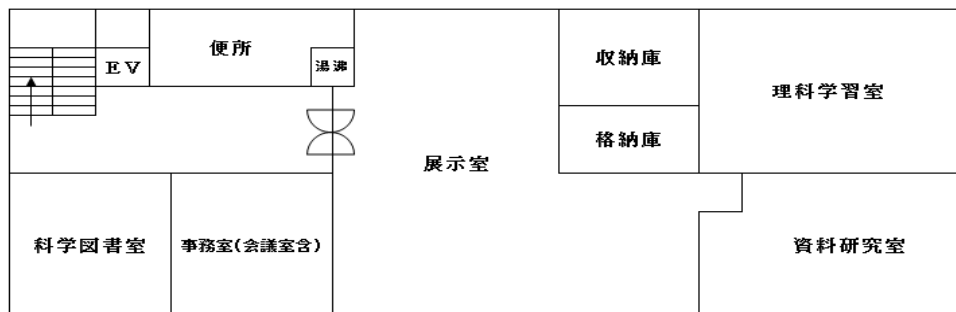 便所
ＥＶ
湯沸
収納庫
理科学習室
格納庫
展示室
科学図書室
事務室(会議室含)
資料研究室